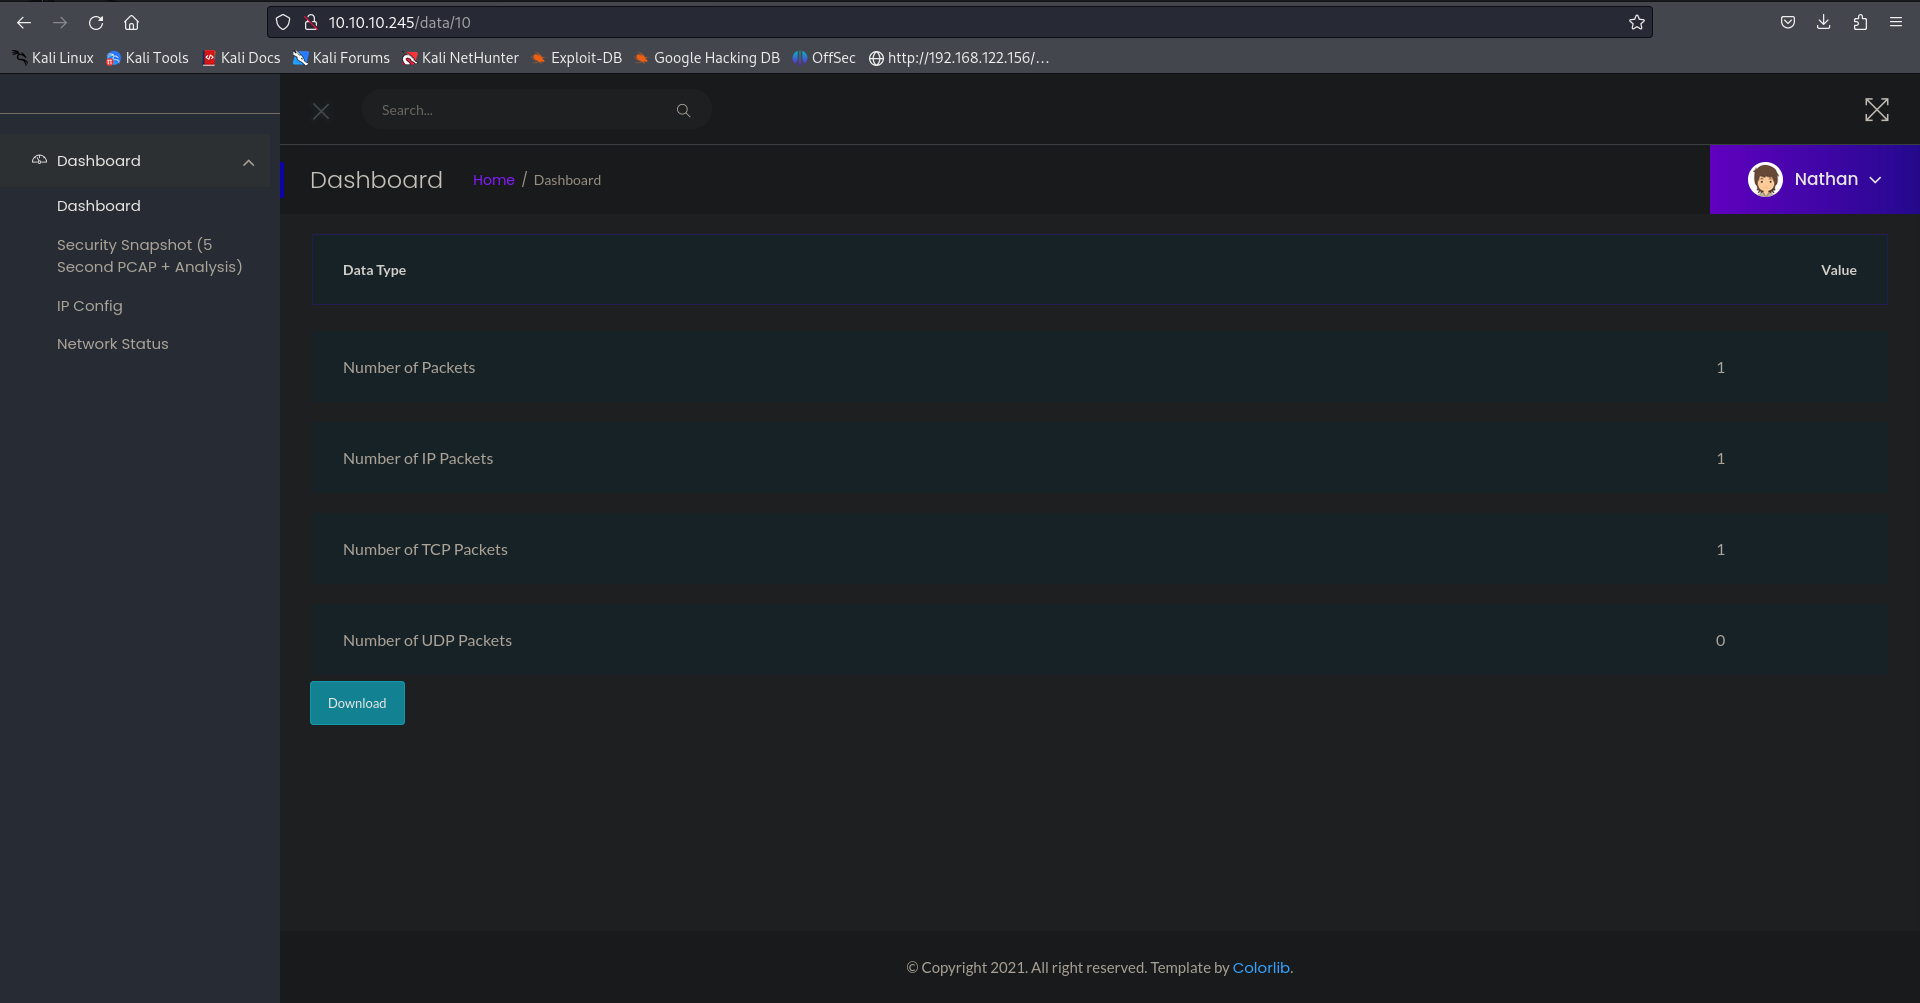 10.10.10.245/data/10
Kali Linux Kali Tools Kali Docs Kali Forums Kali NetHunter Exploit-DB Google Hacking DB OffSec http://192.168.122.156/...
Search...
Dashboard
Dashboard
Security Snapshot (5
Second PCAP + Analysis)
IP Config
Network Status
Dashboard Home / Dashboard
Nathan
Data Type Value
Number of Packets 1
Number of IP Packets 1
Number of TCP Packets 1
Number of UDP Packets 0
Download
© Copyright 2021. All right reserved. Template by Colorlib.